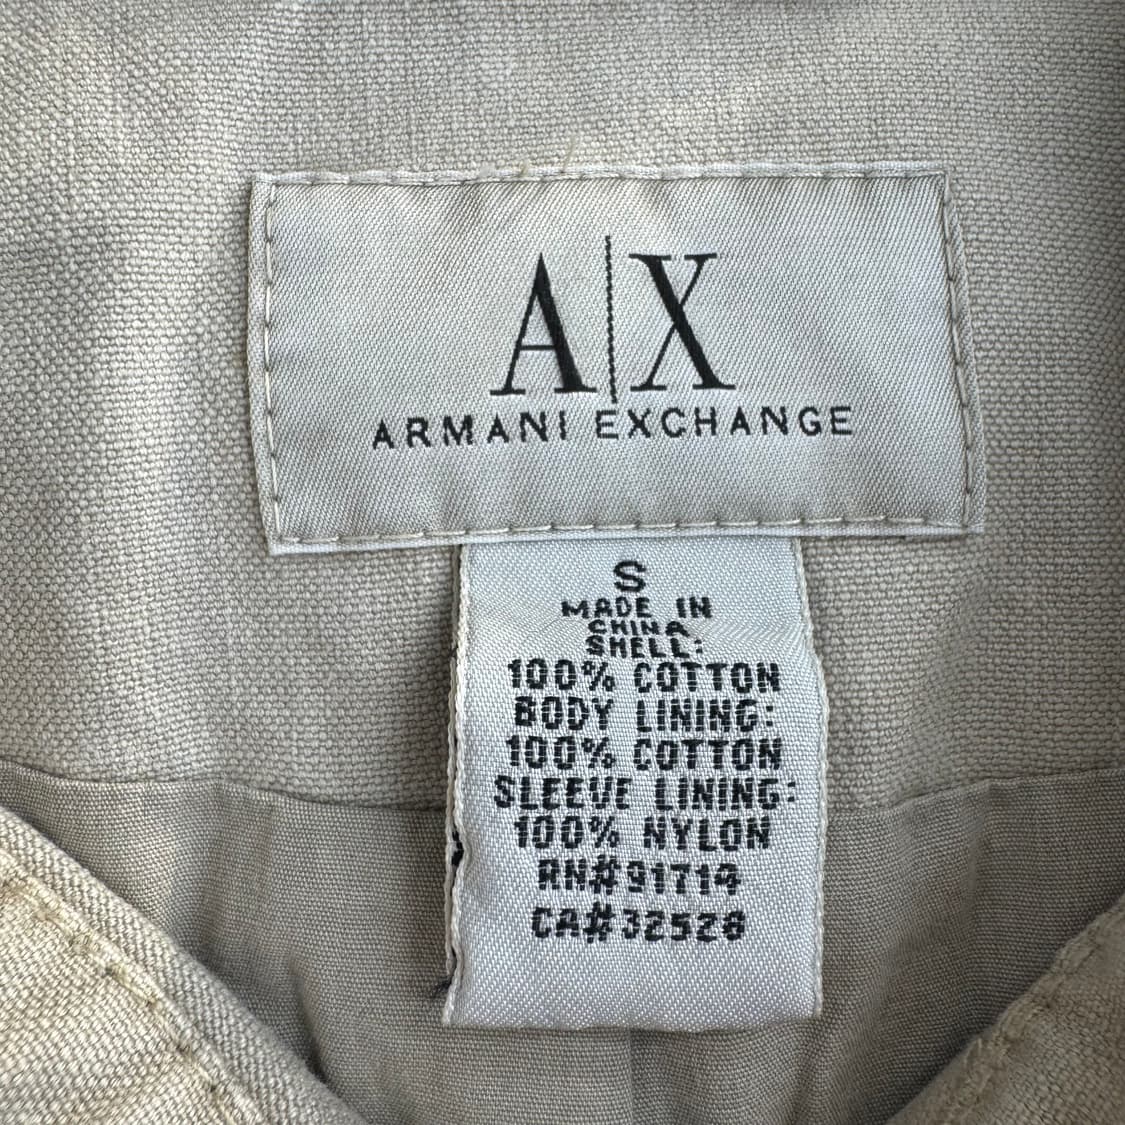 A|X
ARMANI EXCHANGE
S
MADE IN
CHINA
SHELL:
100% COTTON
BODY LINING:
100% COTTON
SLEEVE LINING:
100% NYLON
RN#91714
CA#32528